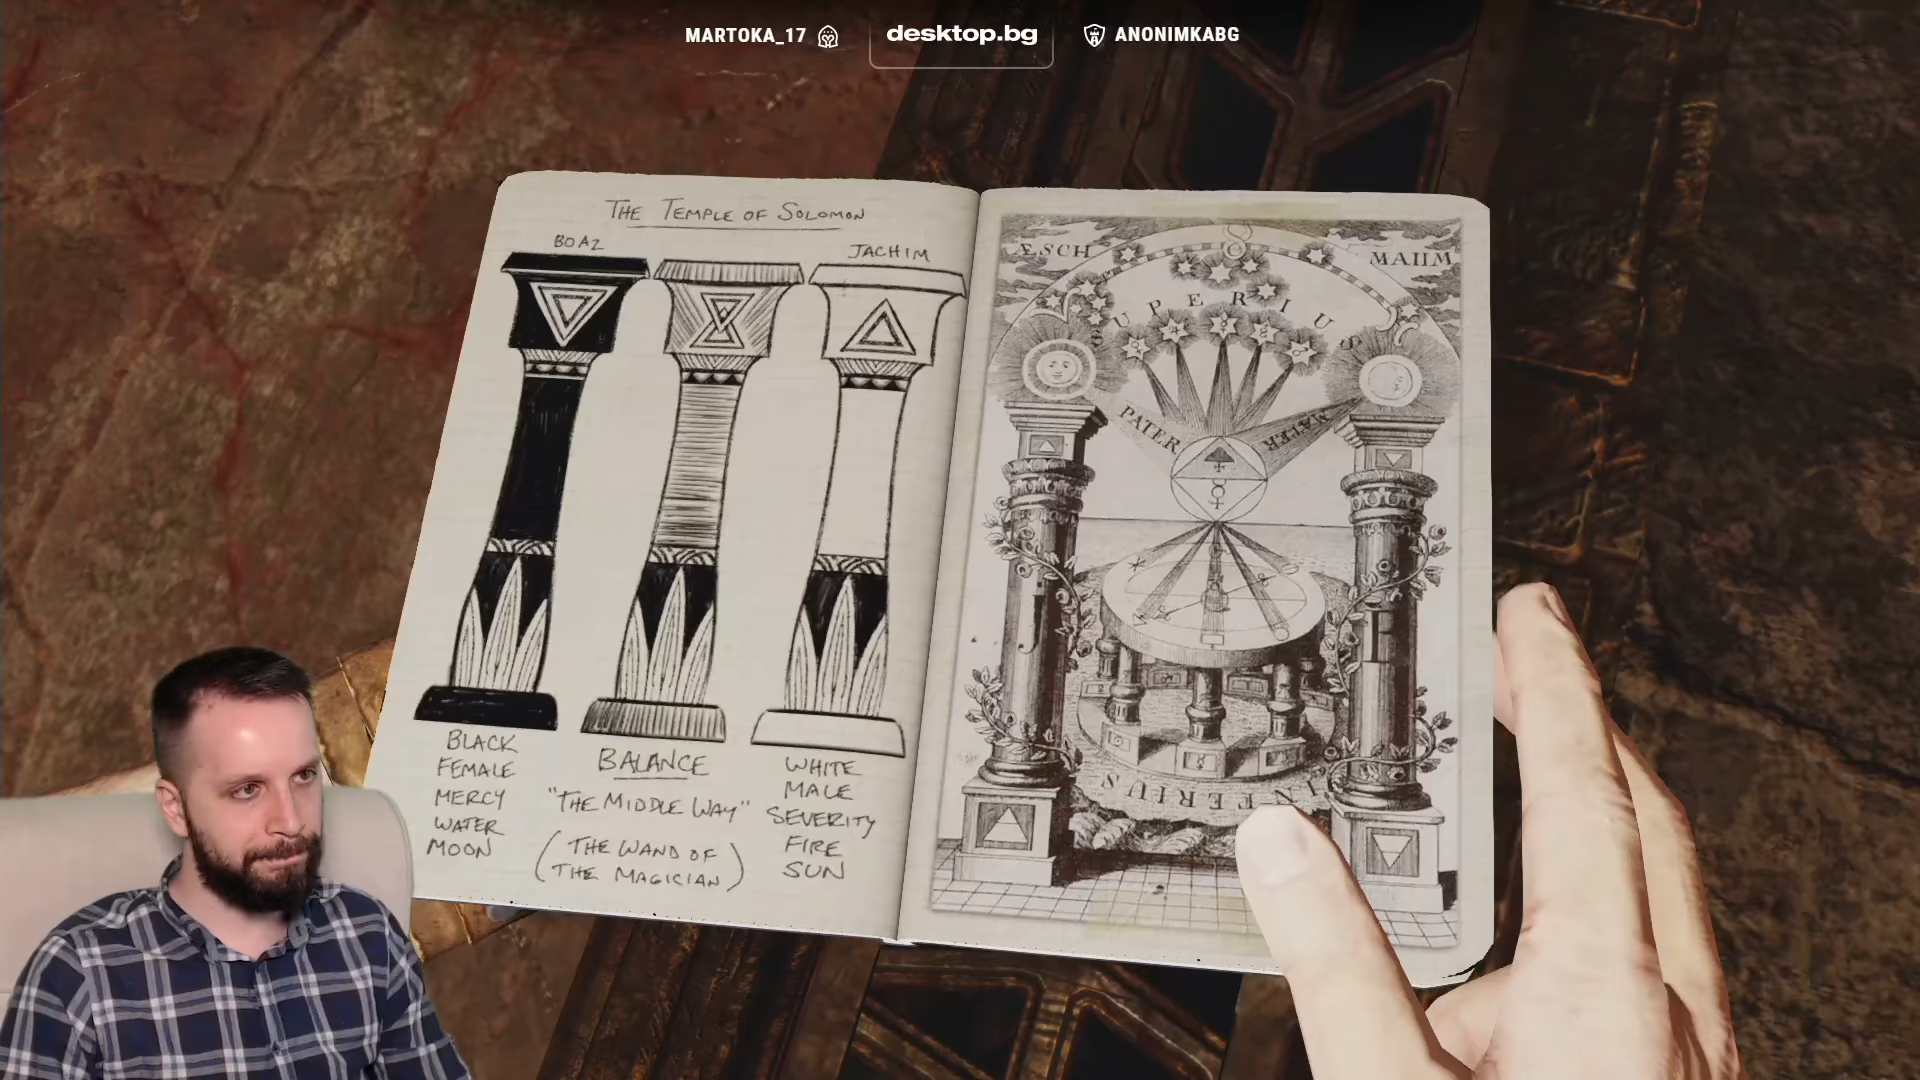 MARTOKA_17
desktop.bg
ANONIMKABG
THE TEMPLE OF SOLOMON
BOAZ
JACHIM
BLACK
FEMALE
MERCY
WATER
MOON
BALANCE
"THE MIDDLE WAY"
(THE WAND OF
THE MAGICIAN)
WHITE
MALE
SEVERITY
FIRE
SUN
ÆSCH
MAIIM
SUPERIUS
PATER
MATER
J
B
INFERIUS